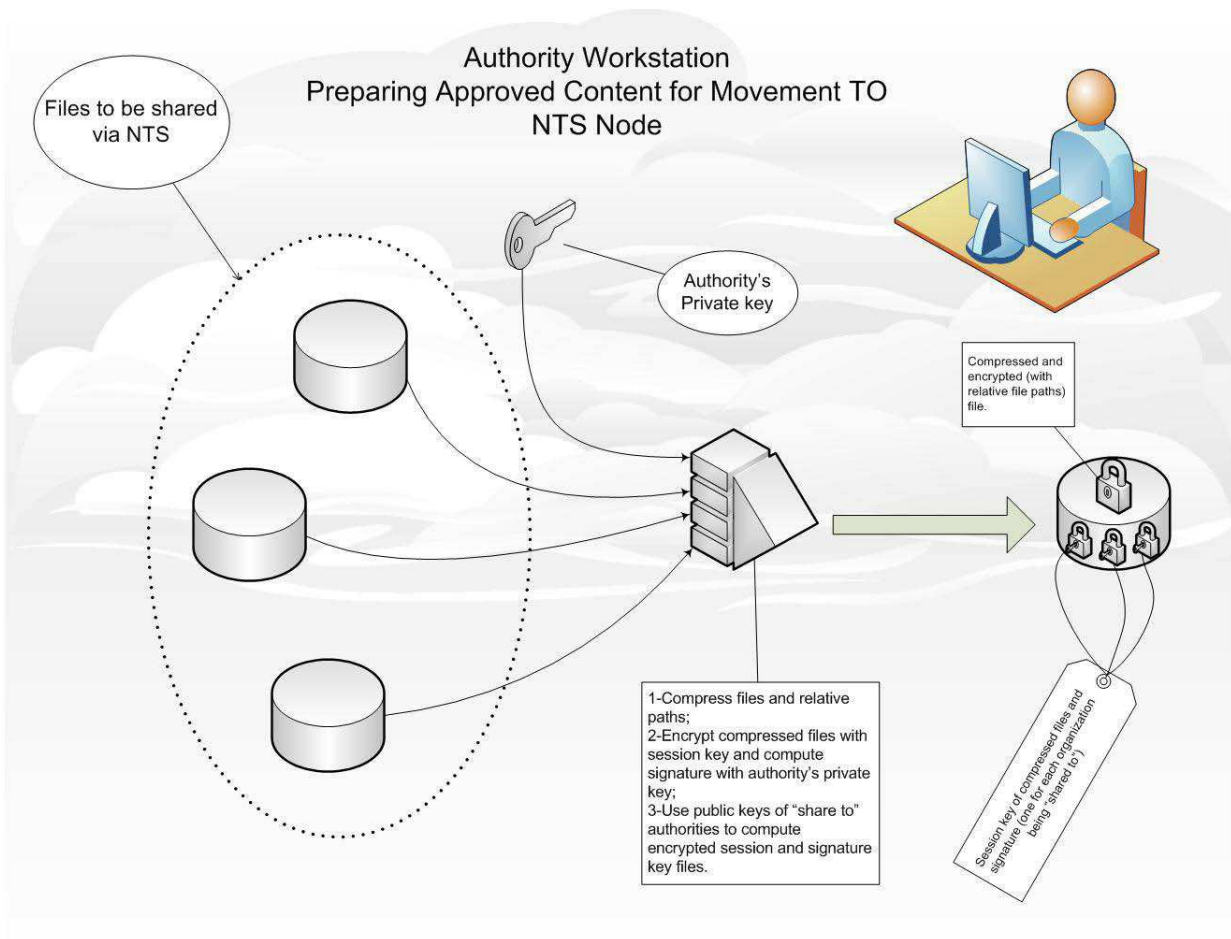 Authority Workstation
Preparing Approved Content for Movement TO
NTS Node
Files to be shared
via NTS
Authority's
Private key
Compressed and
encrypted (with
relative file paths)
file.
1-Compress files and relative
paths;
2-Encrypt compressed files with
session key and compute
signature with authority's private
key;
3-Use public keys of “share to”
authorities to compute
encrypted session and signature
key files.
Session key of compressed files and
signature (one for each organization
being “shared to”)